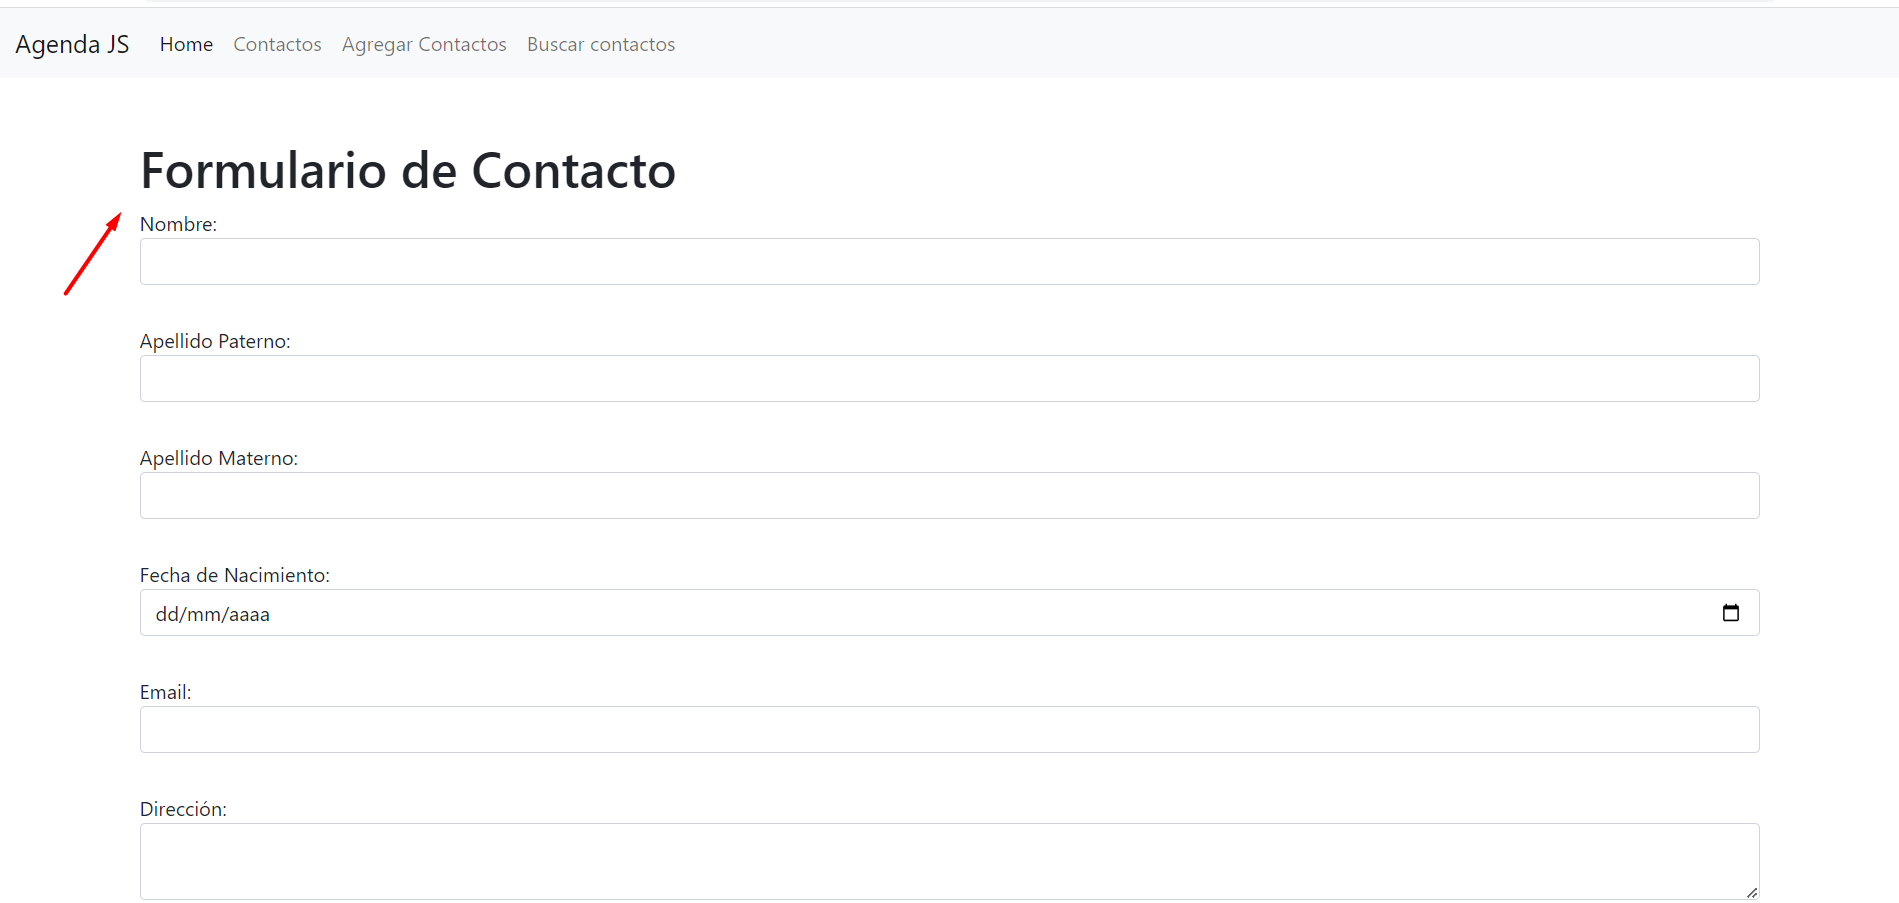 Agenda JS Home Contactos Agregar Contactos Buscar contactos
Formulario de Contacto
Nombre:
Apellido Paterno:
Apellido Materno:
Fecha de Nacimiento:
dd/mm/aaaa
Email:
Dirección: